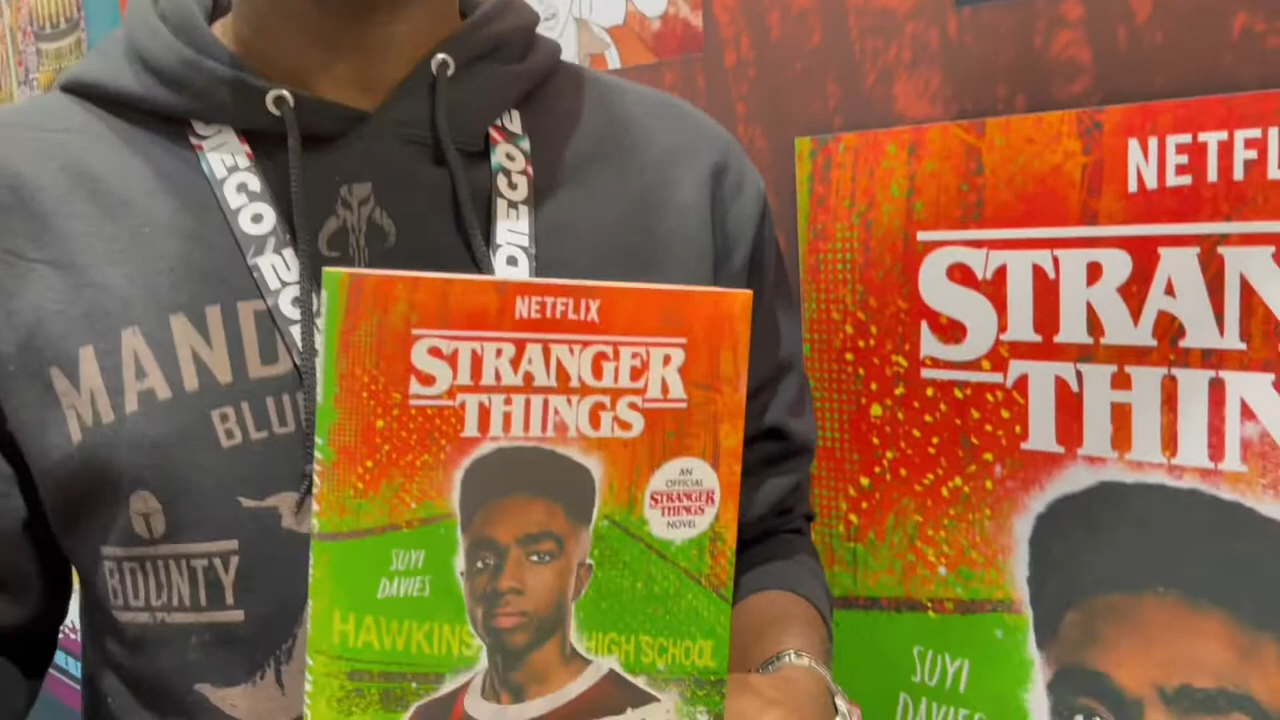 DIEGO
DIEGO
MAND
BLU
BOUNTY
NETFLIX
STRANGER
THINGS
AN
OFFICIAL
STRANGER
THINGS
NOVEL
SUYI
DAVIES
HAWKINS HIGH SCHOOL
NETFL
STRAN
THIN
SUYI
DAVIES